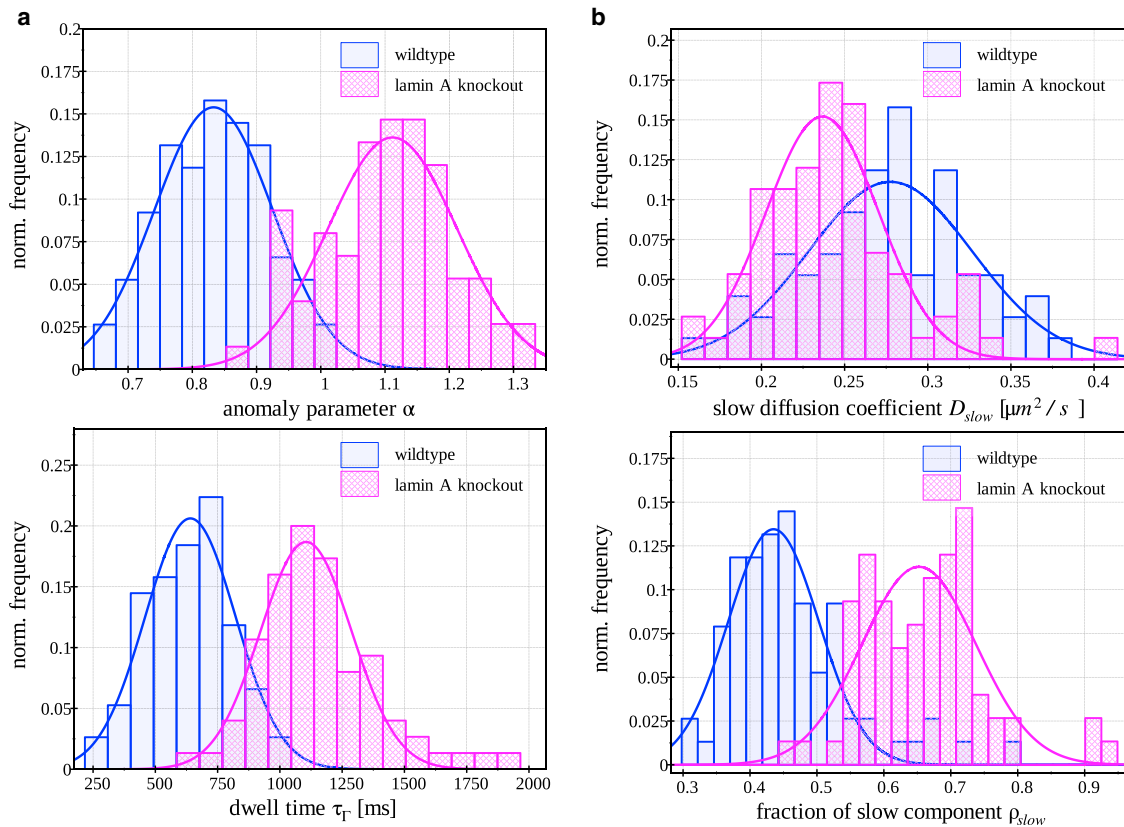 a
0.2
0.175
0.15
0.125
0.1
0.075
0.05
0.025
0
norm. frequency
wildtype
lamin A knockout
0.7 0.8 0.9 1 1.1 1.2 1.3
anomaly parameter α
b
0.2
0.175
0.15
0.125
0.1
0.075
0.05
0.025
0
norm. frequency
wildtype
lamin A knockout
0.15 0.2 0.25 0.3 0.35 0.4
slow diffusion coefficient D_slow [μm² / s ]
0.25
0.2
0.15
0.1
0.05
0
norm. frequency
wildtype
lamin A knockout
250 500 750 1000 1250 1500 1750 2000
dwell time τ_Γ [ms]
0.175
0.15
0.125
0.1
0.075
0.05
0.025
0
norm. frequency
wildtype
lamin A knockout
0.3 0.4 0.5 0.6 0.7 0.8 0.9
fraction of slow component ρ_slow